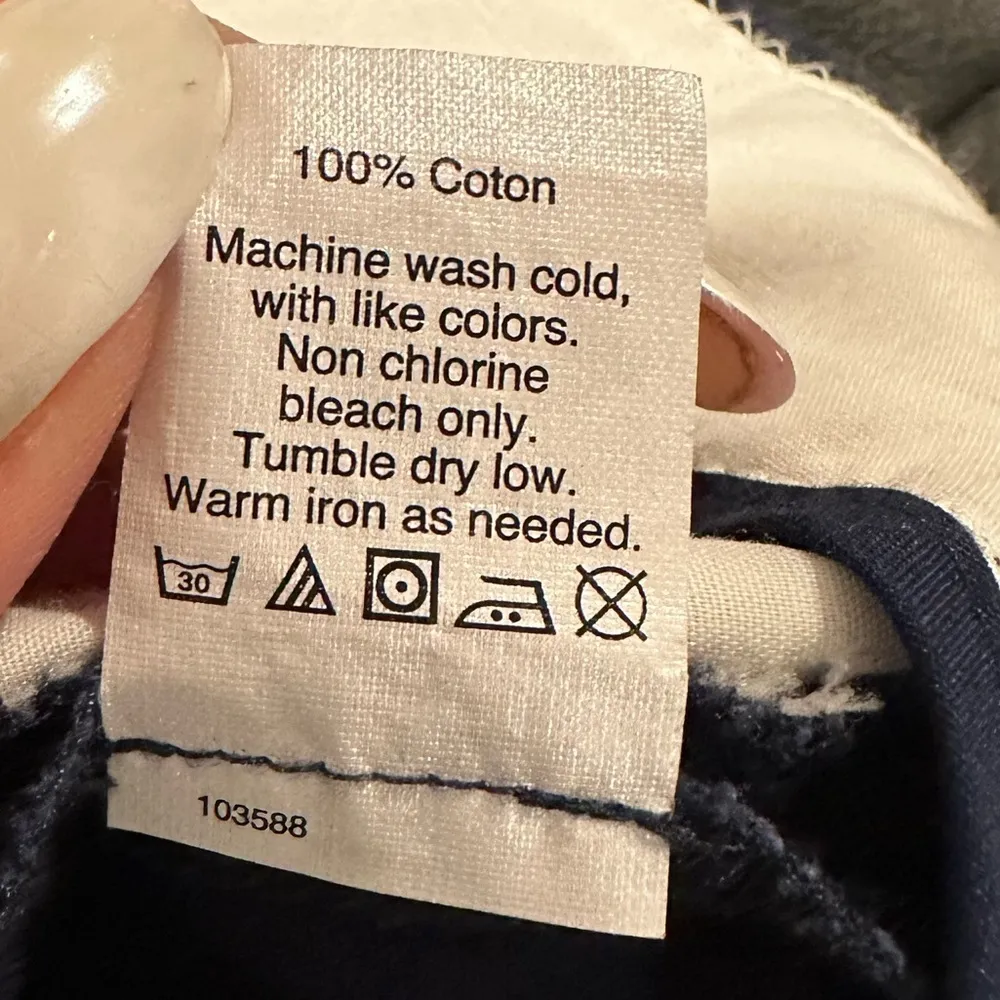 100% Coton
Machine wash cold,
with like colors.
Non chlorine
bleach only.
Tumble dry low.
Warm iron as needed.
30
103588